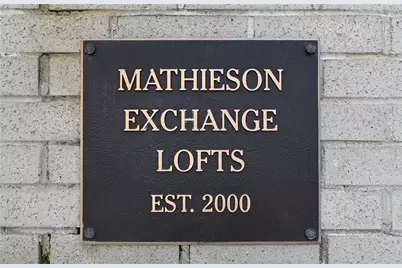 MATHIESON
EXCHANGE
LOFTS
EST. 2000